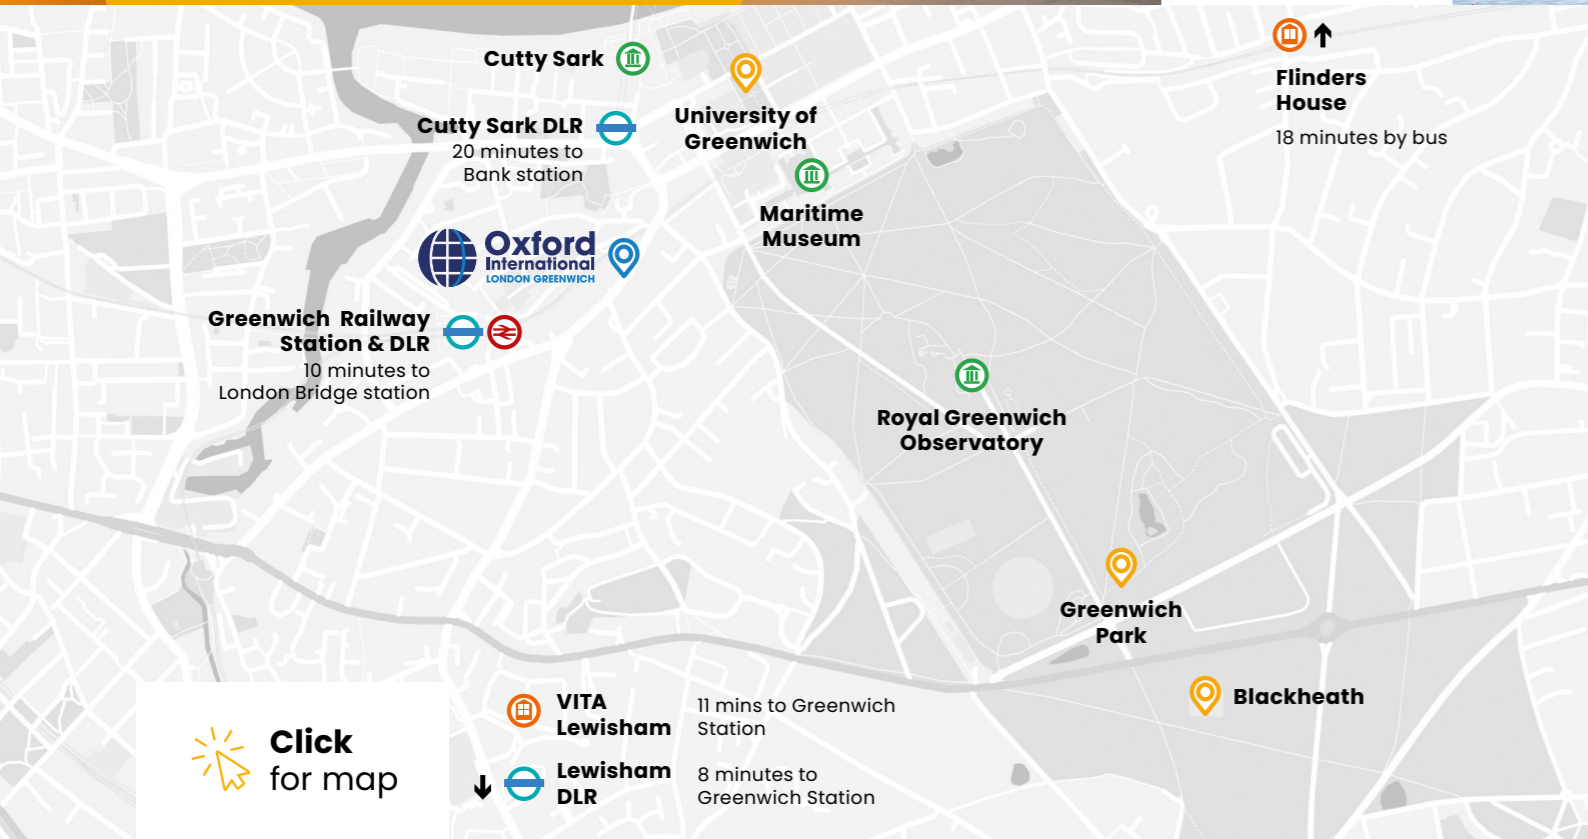 Cutty Sark
Cutty Sark DLR
20 minutes to
Bank station
University of
Greenwich
Maritime
Museum
Flinders
House
18 minutes by bus
Oxford
International
LONDON GREENWICH
Greenwich Railway
Station & DLR
10 minutes to
London Bridge station
Royal Greenwich
Observatory
Greenwich
Park
Blackheath
Click
for map
VITA
Lewisham
11 mins to Greenwich
Station
Lewisham
DLR
8 minutes to
Greenwich Station